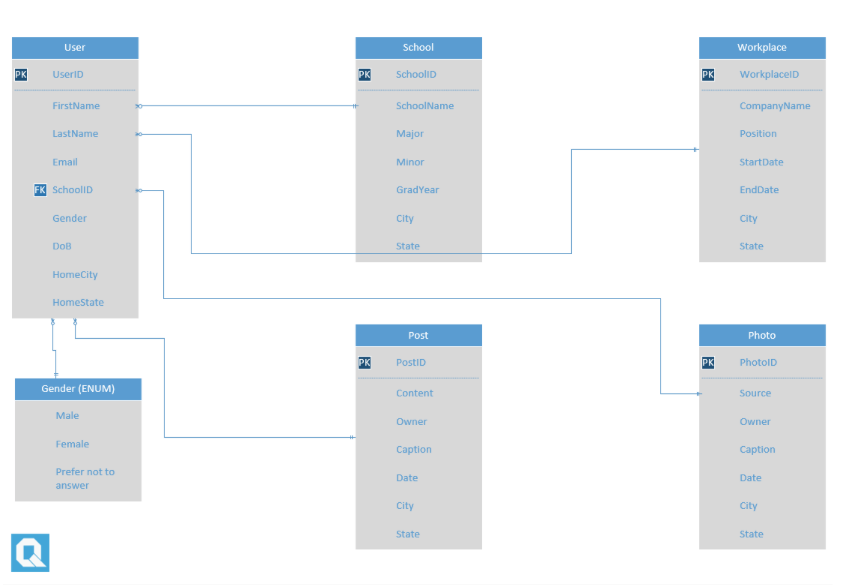 User
PK UserID
FirstName
LastName
Email
FK SchoolID
Gender
DoB
HomeCity
HomeState
School
PK SchoolID
SchoolName
Major
Minor
GradYear
City
State
Workplace
PK WorkplaceID
CompanyName
Position
StartDate
EndDate
City
State
Gender (ENUM)
Male
Female
Prefer not to
answer
Post
PK PostID
Content
Owner
Caption
Date
City
State
Photo
PK PhotoID
Source
Owner
Caption
Date
City
State